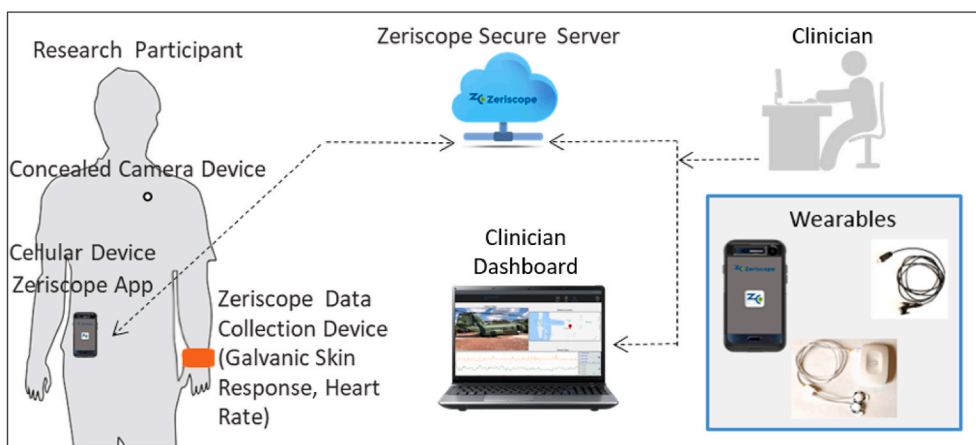 Research Participant
Zeriscope Secure Server
Clinician
Zeriscope
Concealed Camera Device
Cellular Device
Zeriscope App
Zeriscope Data
Collection Device
(Galvanic Skin
Response, Heart
Rate)
Clinician
Dashboard
Wearables
Zeriscope